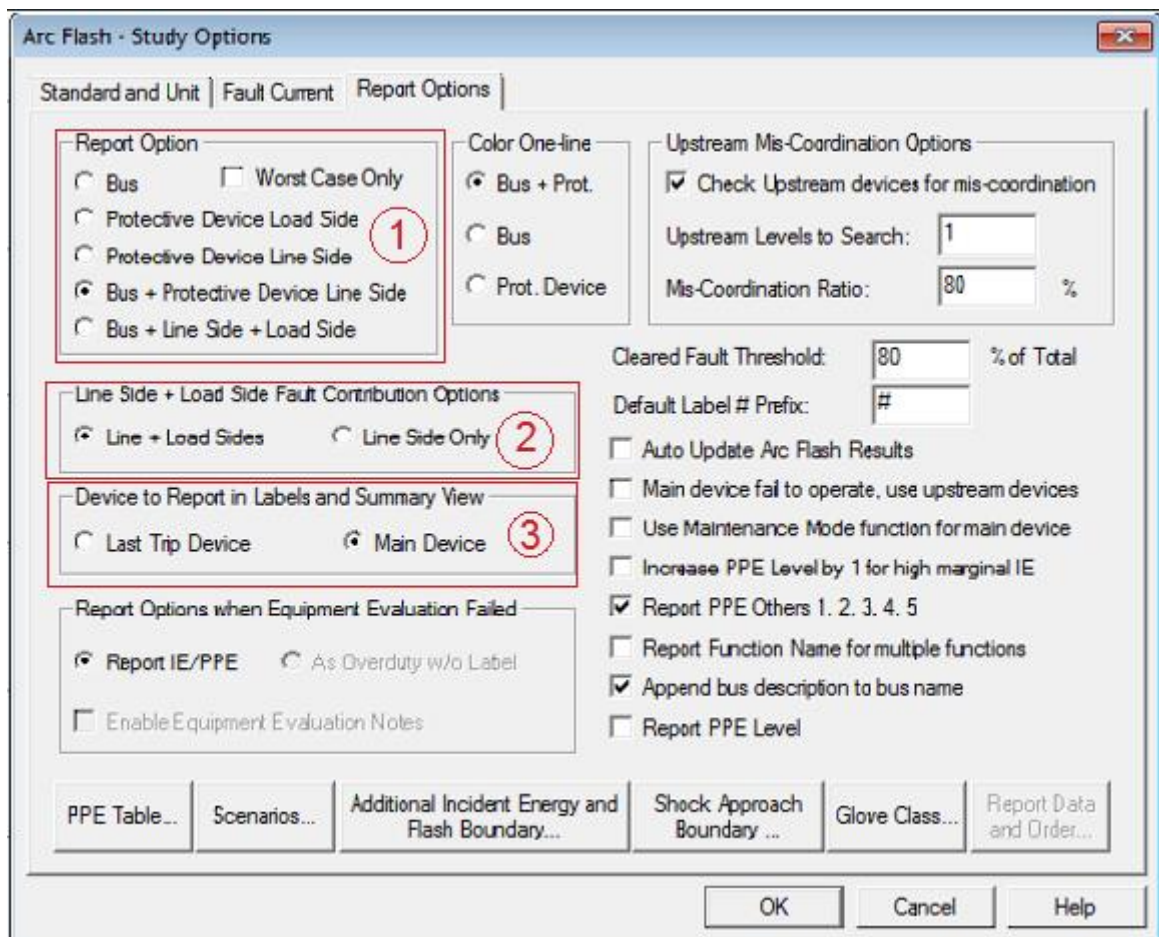 Arc Flash - Study Options
Standard and Unit
Fault Current
Report Options
Report Option
Bus
Worst Case Only
Protective Device Load Side
Protective Device Line Side
Bus + Protective Device Line Side
Bus + Line Side + Load Side
1
Color One-line
Bus + Prot.
Bus
Prot. Device
Upstream Mis-Coordination Options
Check Upstream devices for mis-coordination
Upstream Levels to Search: 1
Mis-Coordination Ratio: 80 %
Line Side + Load Side Fault Contribution Options
Line + Load Sides
Line Side Only
2
Device to Report in Labels and Summary View
Last Trip Device
Main Device
3
Report Options when Equipment Evaluation Failed
Report IE/PPE
As Overduty w/o Label
Enable Equipment Evaluation Notes
Cleared Fault Threshold: 80 % of Total
Default Label # Prefix: #
Auto Update Arc Flash Results
Main device fail to operate, use upstream devices
Use Maintenance Mode function for main device
Increase PPE Level by 1 for high marginal IE
Report PPE Others 1. 2. 3. 4. 5
Report Function Name for multiple functions
Append bus description to bus name
Report PPE Level
PPE Table...
Scenarios...
Additional Incident Energy and
Flash Boundary...
Shock Approach
Boundary ...
Glove Class...
Report Data
and Order...
OK
Cancel
Help